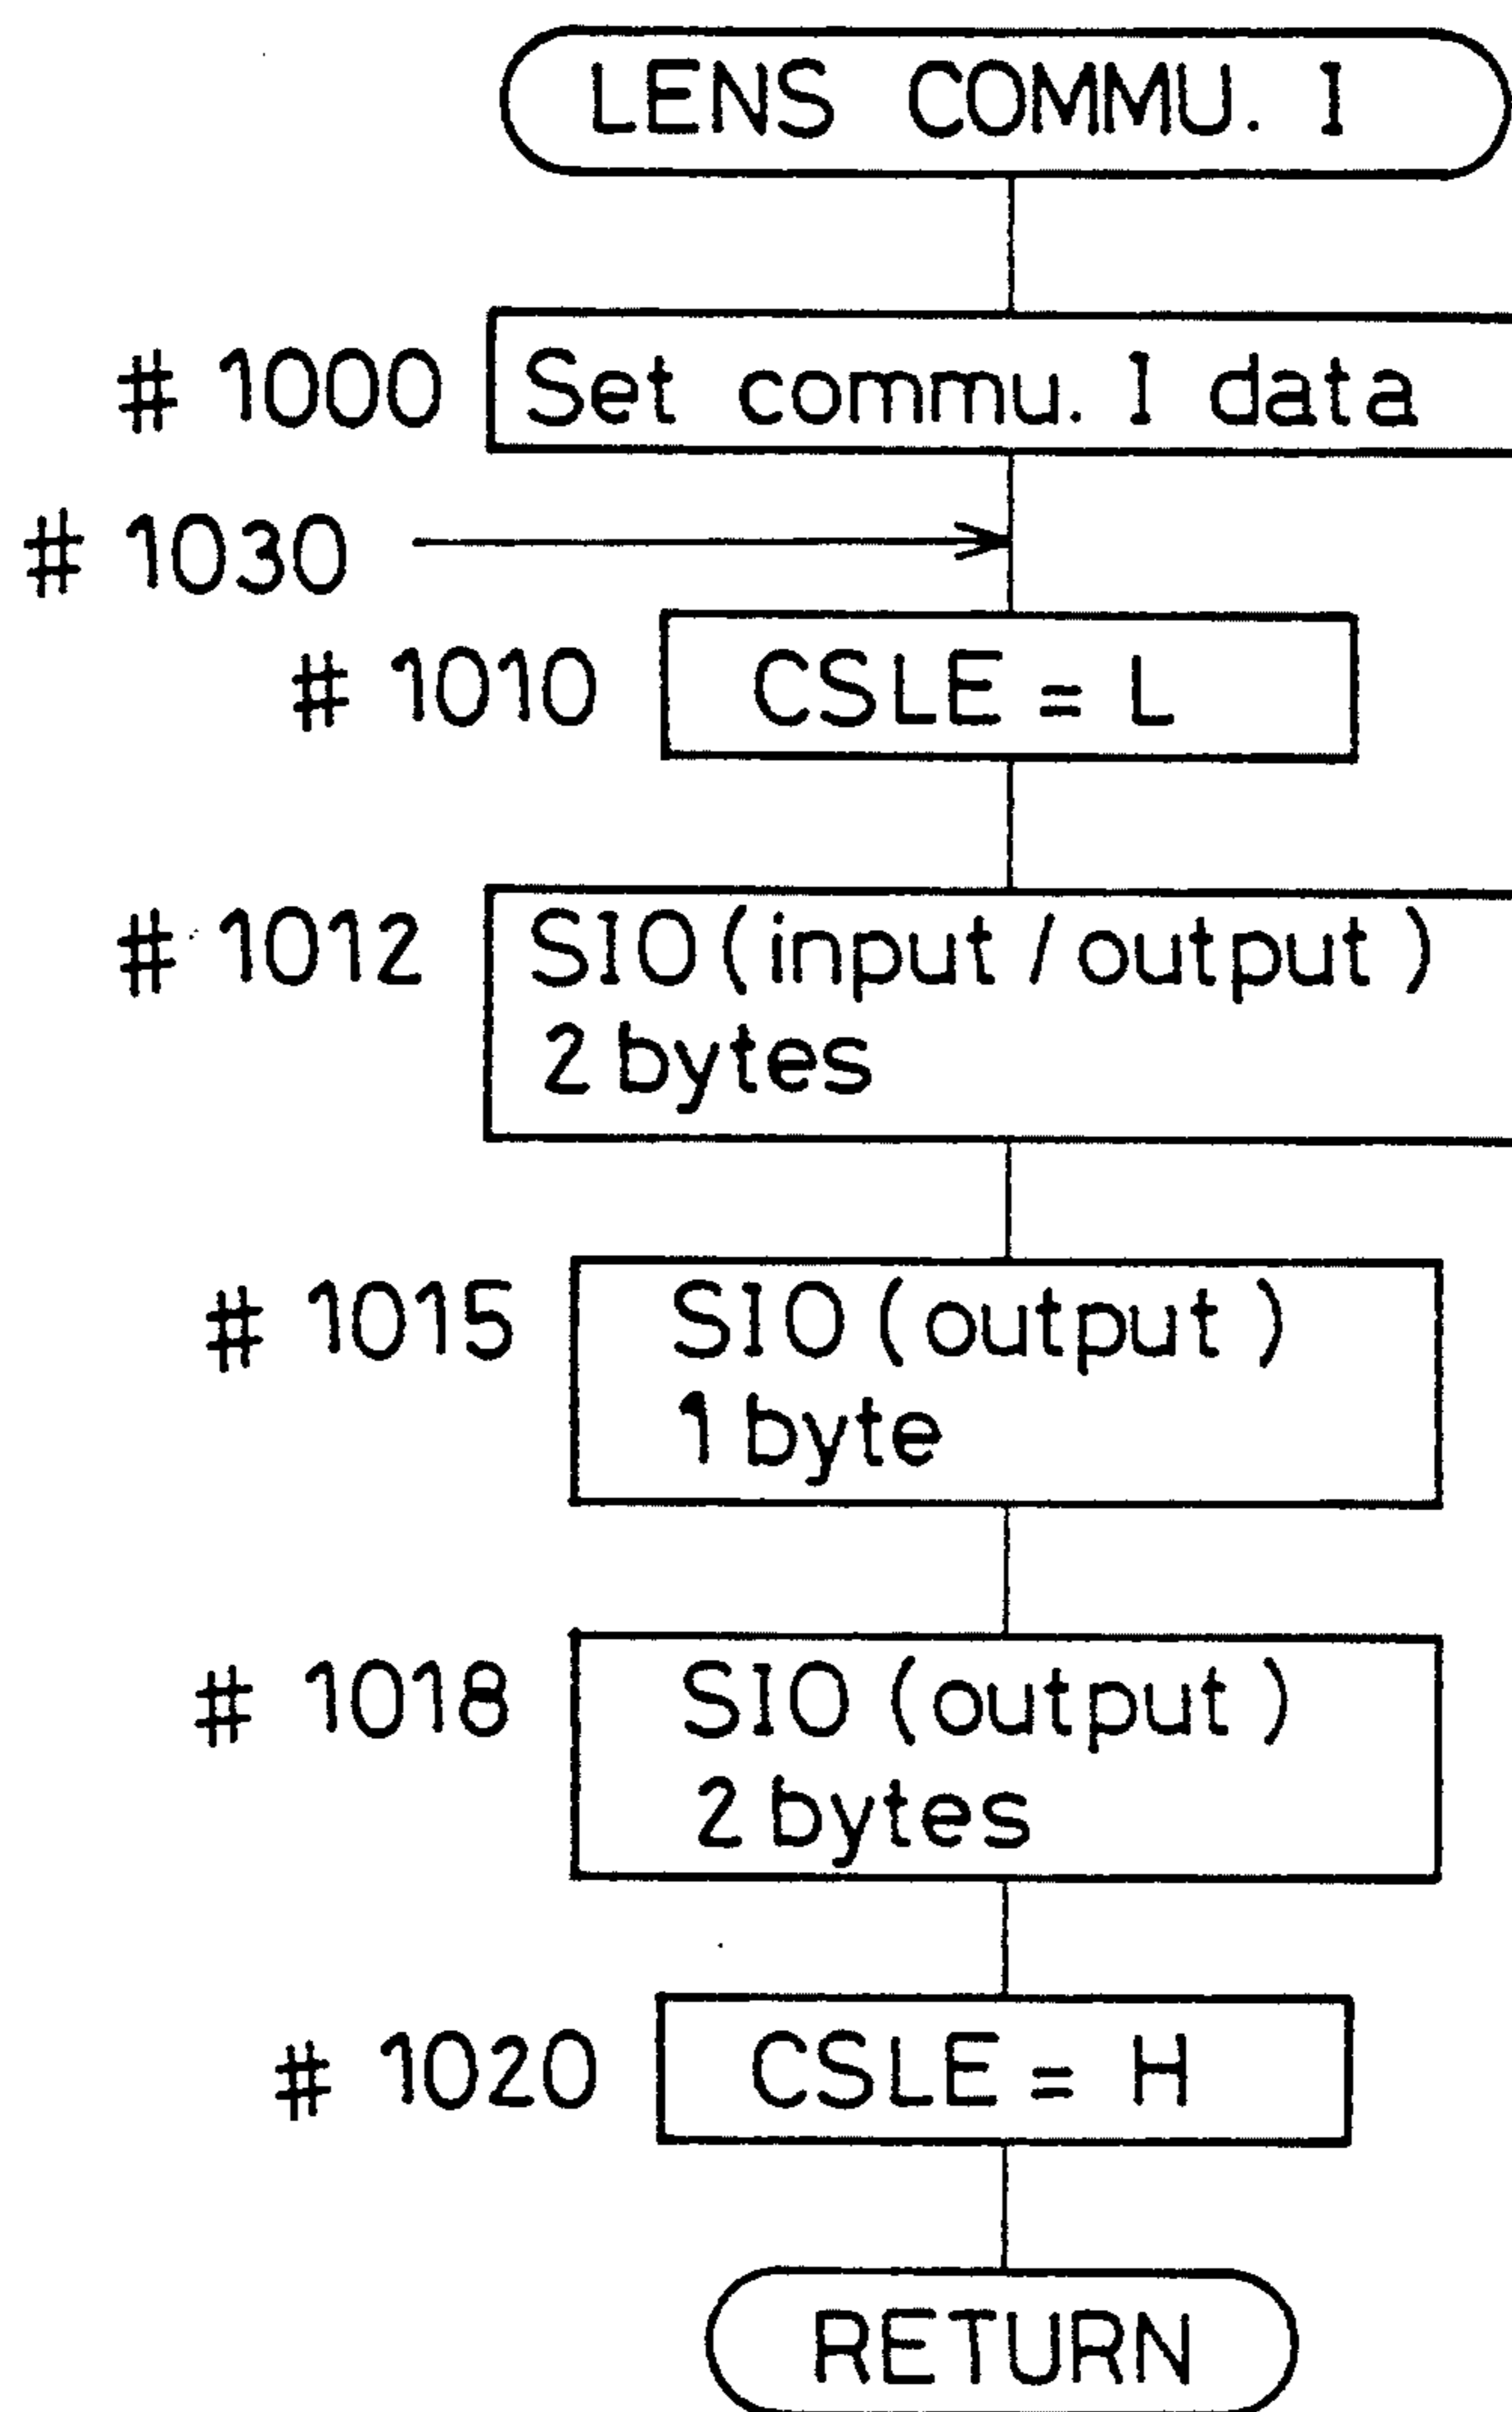 LENS COMMU. I
# 1000 Set commu. I data
# 1030
# 1010 CSLE = L
# 1012 SIO (input / output)
2 bytes
# 1015 SIO (output)
1 byte
# 1018 SIO (output)
2 bytes
# 1020 CSLE = H
RETURN